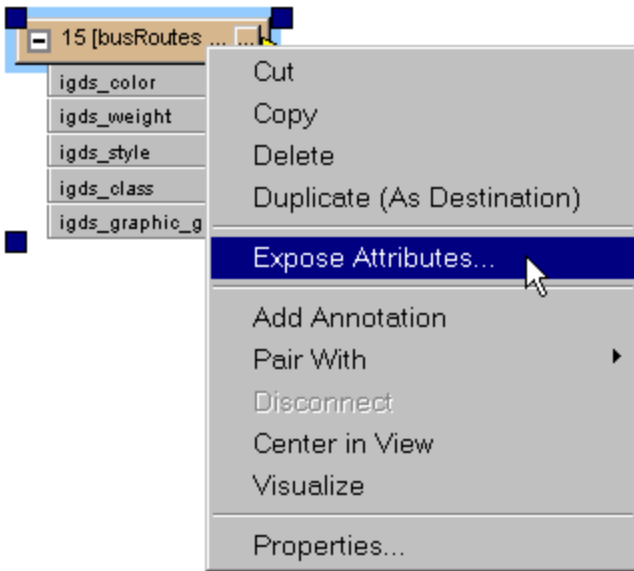 15 [busRoutes ... ...
igds_color
igds_weight
igds_style
igds_class
igds_graphic_g
Cut
Copy
Delete
Duplicate (As Destination)
Expose Attributes...
Add Annotation
Pair With
Disconnect
Center in View
Visualize
Properties...